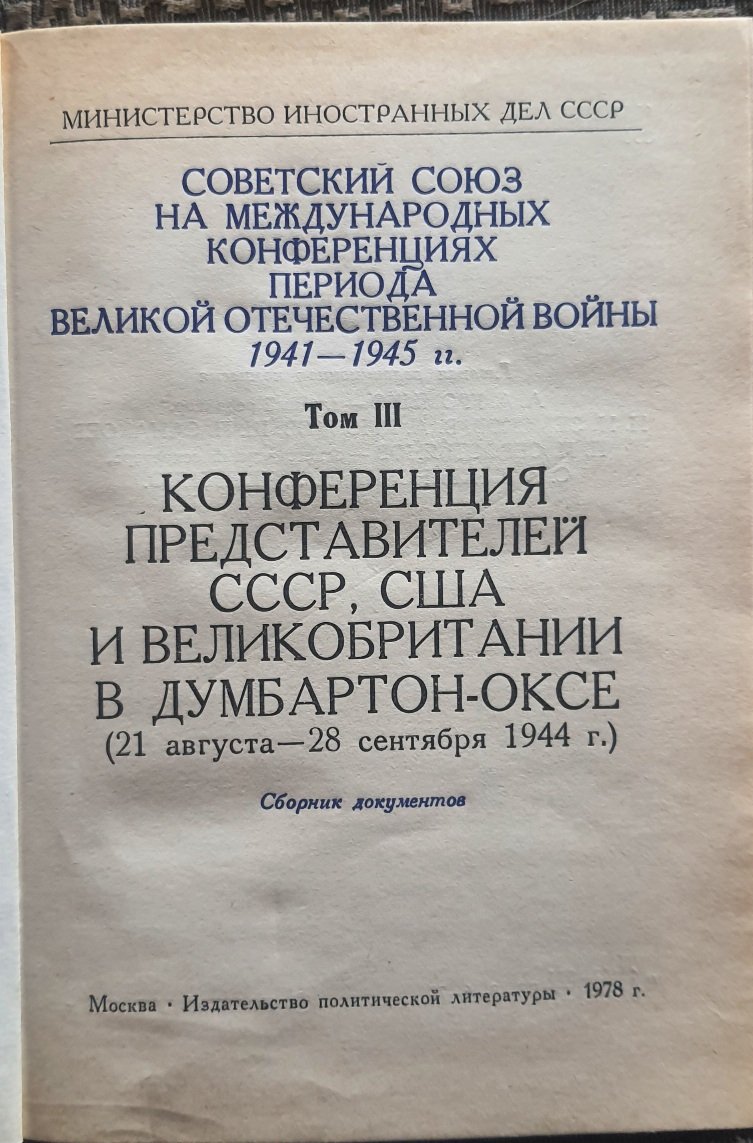 МИНИСТЕРСТВО ИНОСТРАННЫХ ДЕЛ СССР
СОВЕТСКИЙ СОЮЗ
НА МЕЖДУНАРОДНЫХ
КОНФЕРЕНЦИЯХ
ПЕРИОДА
ВЕЛИКОЙ ОТЕЧЕСТВЕННОЙ ВОЙНЫ
1941—1945 гг.
Том III
КОНФЕРЕНЦИЯ
ПРЕДСТАВИТЕЛЕЙ
СССР, США
И ВЕЛИКОБРИТАНИИ
В ДУМБАРТОН-ОКСЕ
(21 августа—28 сентября 1944 г.)
Сборник документов
Москва · Издательство политической литературы · 1978 г.